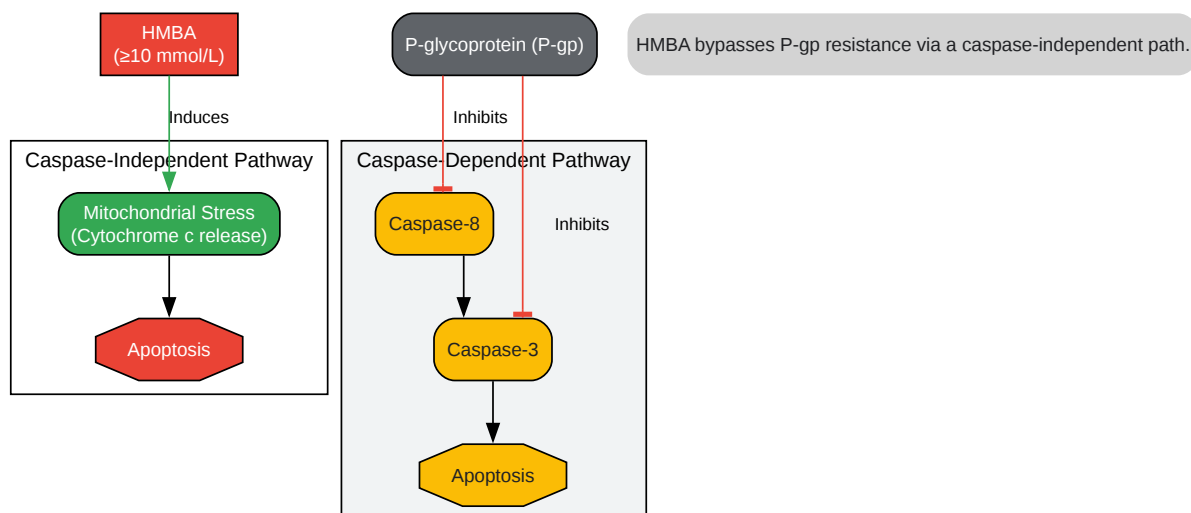 HMBA
(≥10 mmol/L)
P-glycoprotein (P-gp)
HMBA bypasses P-gp resistance via a caspase-independent path.
Induces
Inhibits
Caspase-Independent Pathway
Caspase-Dependent Pathway
Mitochondrial Stress
(Cytochrome c release)
Caspase-8
Inhibits
Apoptosis
Caspase-3
Apoptosis